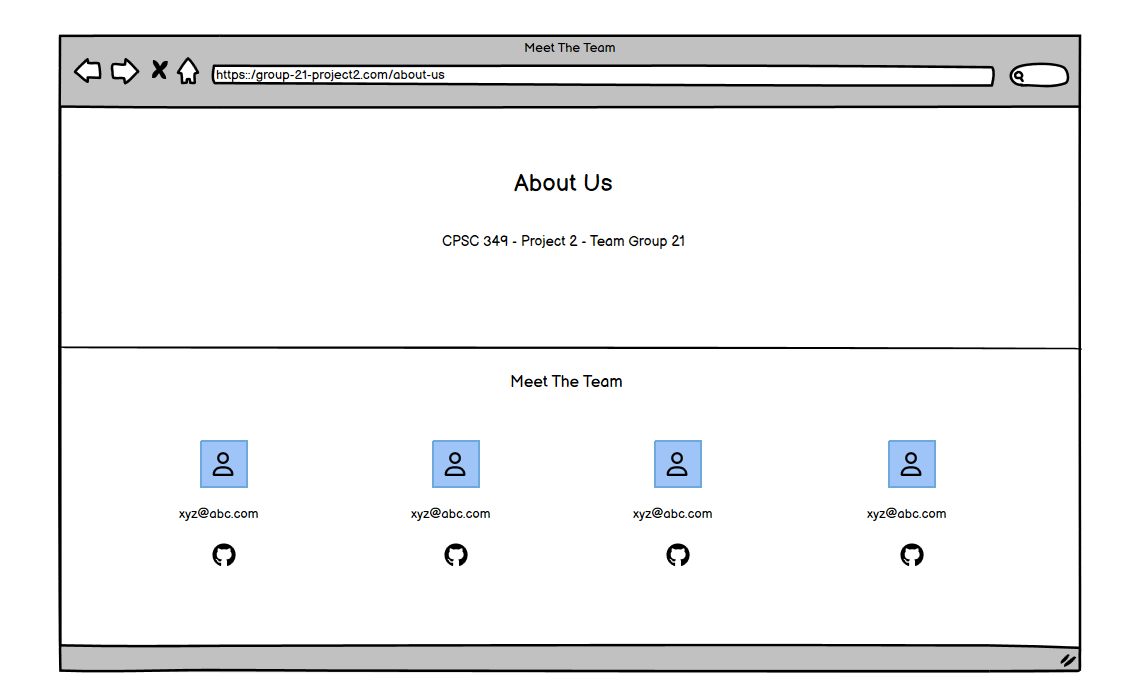 Meet The Team
https:/group-21-project2.com/about-us
About Us
CPSC 349 - Project 2 - Team Group 21
Meet The Team
xyz@abc.com xyz@abc.com xyz@abc.com xyz@abc.com